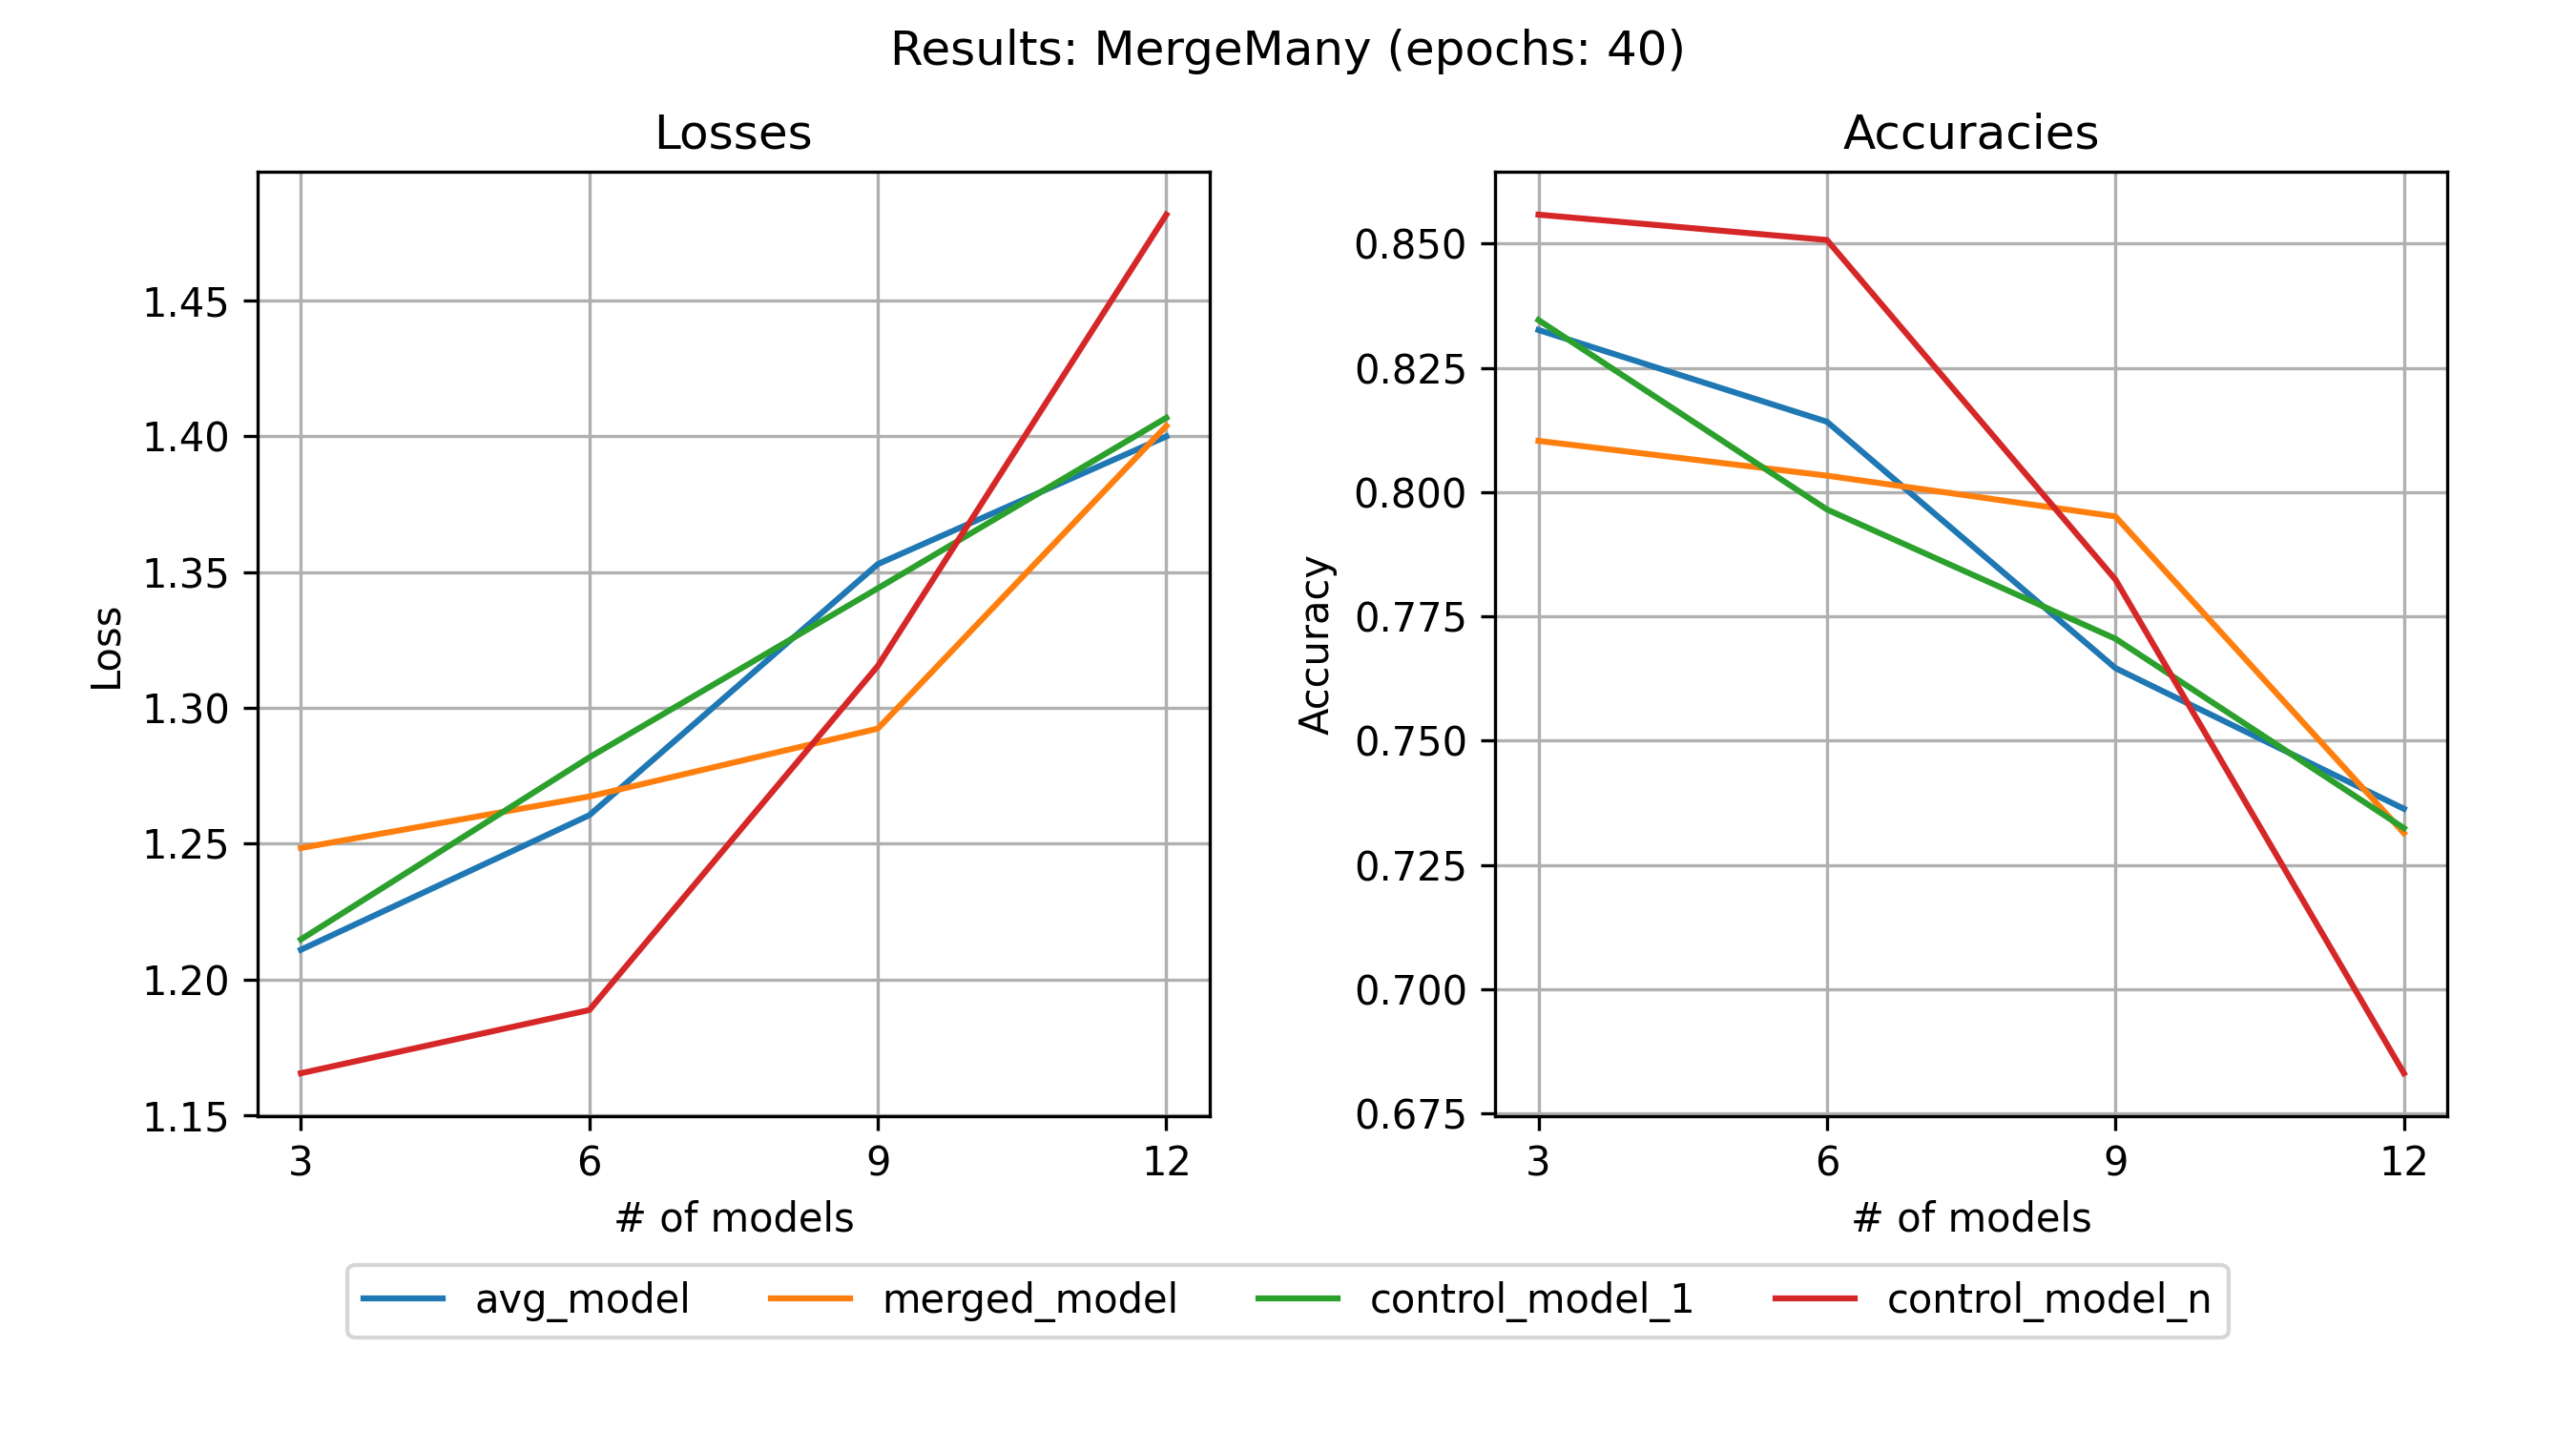 Results: MergeMany (epochs: 40)
Losses
Loss
1.45
1.40
1.35
1.30
1.25
1.20
1.15
3 6 9 12
# of models
Accuracies
Accuracy
0.850
0.825
0.800
0.775
0.750
0.725
0.700
0.675
3 6 9 12
# of models
avg_model merged_model control_model_1 control_model_n